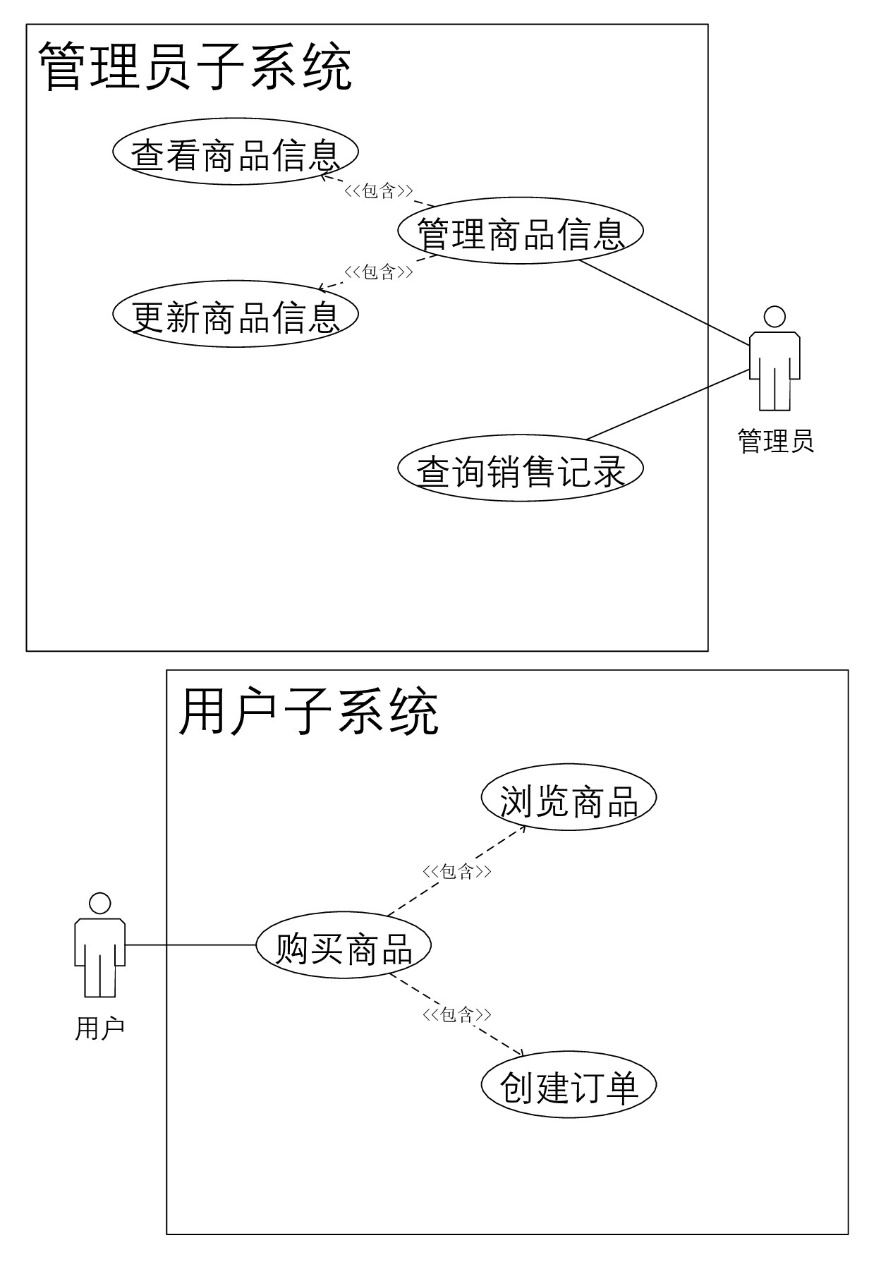 管理员子系统
查看商品信息
<<包含>>
管理商品信息
<<包含>>
更新商品信息
管理员
查询销售记录
用户子系统
浏览商品
<<包含>>
购买商品
用户
<<包含>>
创建订单